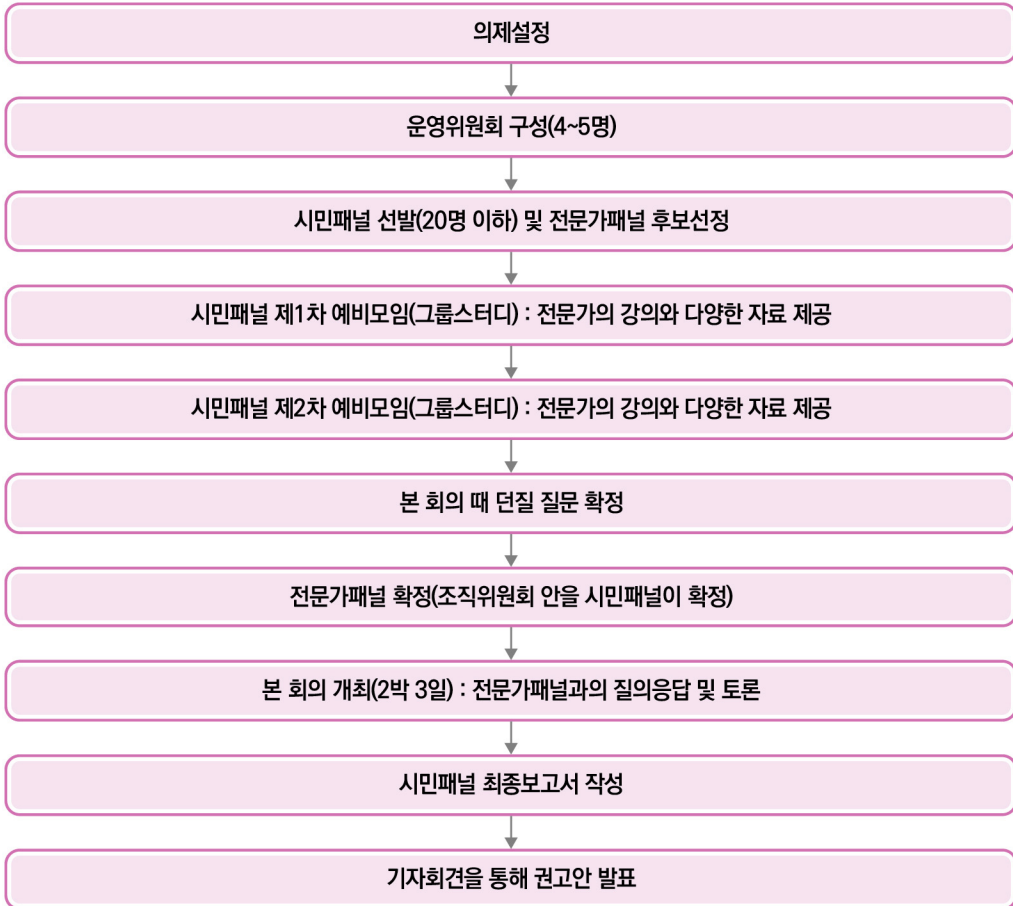 의제설정
운영위원회 구성(4~5명)
시민패널 선발(20명 이하) 및 전문가패널 후보선정
시민패널 제1차 예비모임(그룹스터디) : 전문가의 강의와 다양한 자료 제공
시민패널 제2차 예비모임(그룹스터디) : 전문가의 강의와 다양한 자료 제공
본 회의 때 던질 질문 확정
전문가패널 확정(조직위원회 안을 시민패널이 확정)
본 회의 개최(2박 3일) : 전문가패널과의 질의응답 및 토론
시민패널 최종보고서 작성
기자회견을 통해 권고안 발표